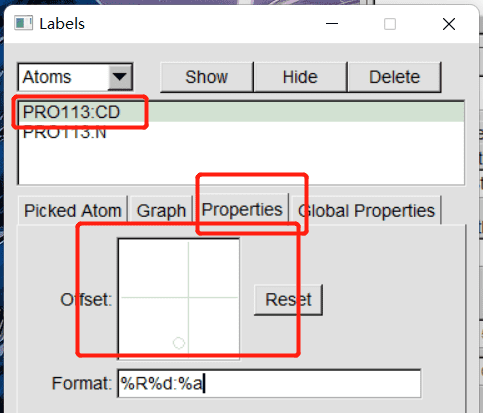 Labels
Atoms Show Hide Delete
PRO113:CD
PRO113:N
Picked Atom Graph Properties Global Properties
Offset: Reset
Format: %R%d:%a